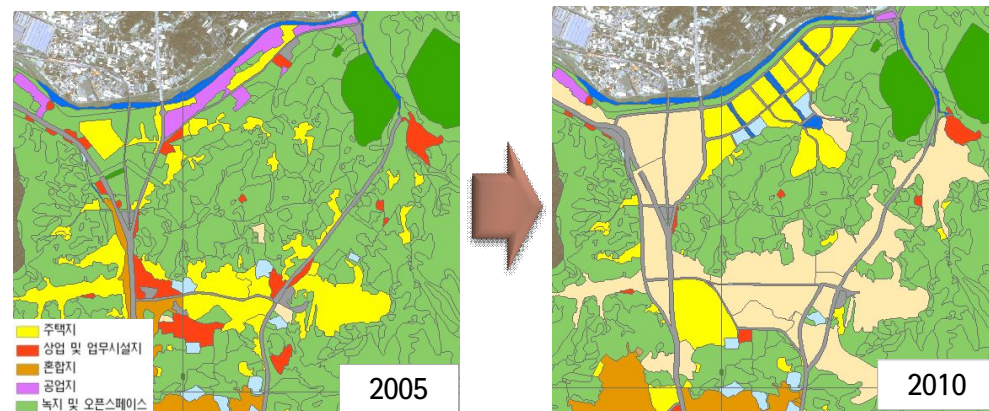 주택지
상업 및 업무시설지
혼합지
공업지
녹지 및 오픈스페이스
2005
2010